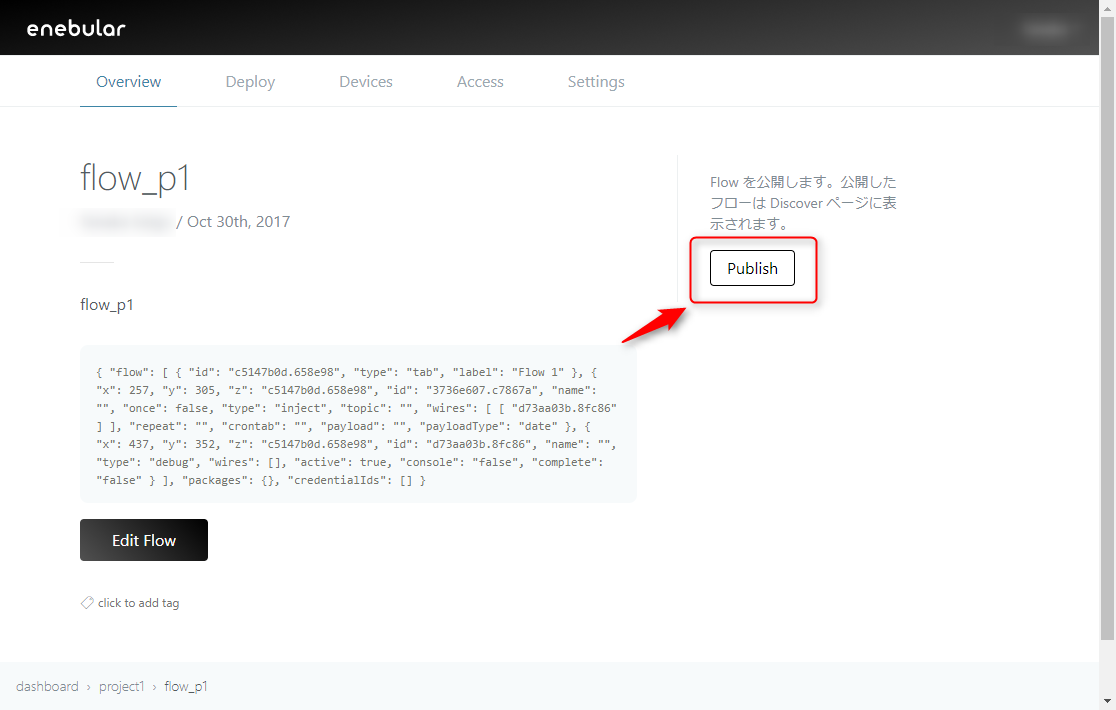 enebular
Overview
Deploy
Devices
Access
Settings
flow_p1
/ Oct 30th, 2017
flow_p1
{ "flow": [ { "id": "c5147b0d.658e98", "type": "tab", "label": "Flow 1" }, {
"x": 257, "y": 305, "z": "c5147b0d.658e98", "id": "3736e607.c7867a", "name":
"", "once": false, "type": "inject", "topic": "", "wires": [ [ "d73aa03b.8fc86"
] ], "repeat": "", "crontab": "", "payload": "", "payloadType": "date" }, {
"x": 437, "y": 352, "z": "c5147b0d.658e98", "id": "d73aa03b.8fc86", "name": "",
"type": "debug", "wires": [], "active": true, "console": "false", "complete":
"false" } ], "packages": {}, "credentialIds": [] }
Edit Flow
click to add tag
Flow を公開します。公開した
フローは Discover ページに表
示されます。
Publish
dashboard › project1 › flow_p1